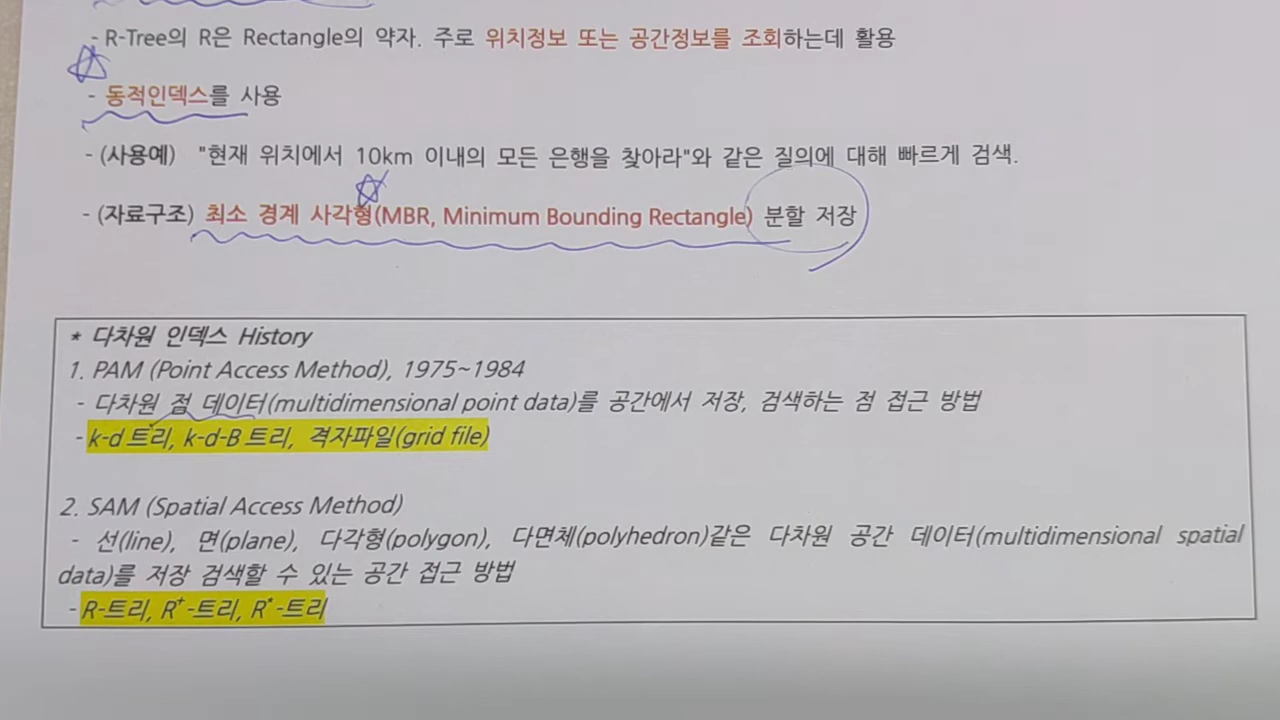 - R-Tree의 R은 Rectangle의 약자. 주로 위치정보 또는 공간정보를 조회하는데 활용
- 동적인덱스를 사용
- (사용예) "현재 위치에서 10km 이내의 모든 은행을 찾아라"와 같은 질의에 대해 빠르게 검색.
- (자료구조) 최소 경계 사각형(MBR, Minimum Bounding Rectangle) 분할 저장
* 다차원 인덱스 History
1. PAM (Point Access Method), 1975~1984
- 다차원 점 데이터(multidimensional point data)를 공간에서 저장, 검색하는 점 접근 방법
- k-d 트리, k-d-B 트리, 격자파일(grid file)
2. SAM (Spatial Access Method)
- 선(line), 면(plane), 다각형(polygon), 다면체(polyhedron)같은 다차원 공간 데이터(multidimensional spatial
data)를 저장 검색할 수 있는 공간 접근 방법
- R-트리, R⁺-트리, R*-트리